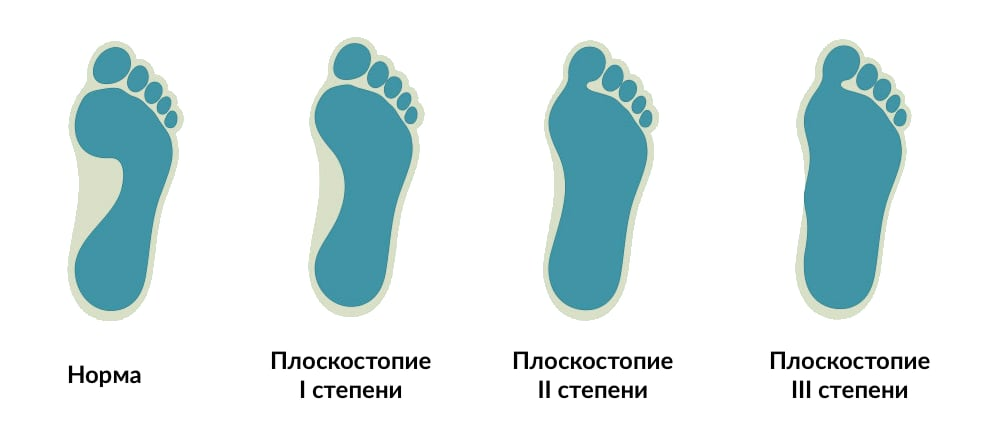 Норма
Плоскостопие
I степени
Плоскостопие
II степени
Плоскостопие
III степени